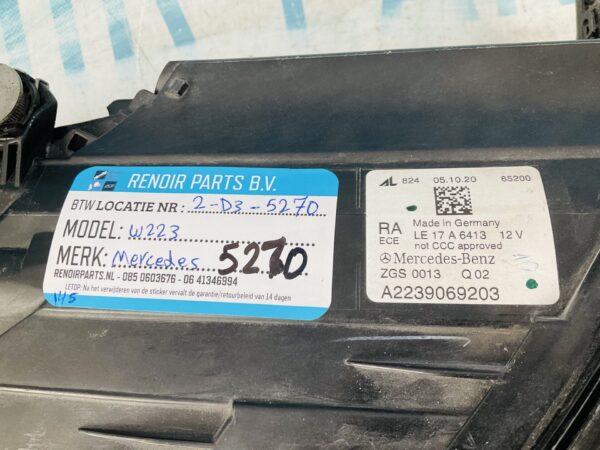 RENOIR PARTS B.V.
BTW LOCATIE NR: 2-D3-5270
MODEL: W223
MERK: Mercedes 5270
RENOIRPARTS.NL - 085 0603676 - 06 41346994
LETOP: Na het verwijderen van de sticker vervalt de garantie/retourbeleid van 14 dagen
145
AL 824 05.10.20 65200
RA
ECE
Made in Germany
LE 17 A 6413 12 V
not CCC approved
Mercedes-Benz
ZGS 0013 Q 02
A2239069203